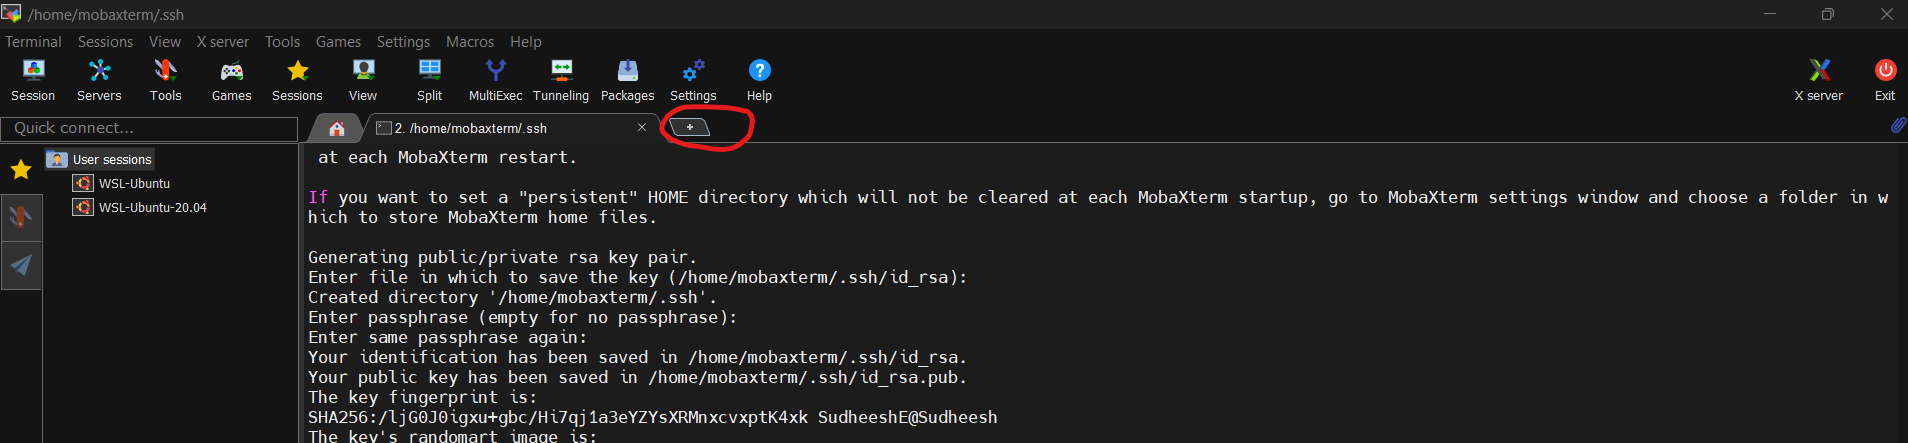 /home/mobaxterm/.ssh
Terminal Sessions View X server Tools Games Settings Macros Help
Session Servers Tools Games Sessions View Split MultiExec Tunneling Packages Settings Help X server Exit
Quick connect...
2. /home/mobaxterm/.ssh
User sessions
WSL-Ubuntu
WSL-Ubuntu-20.04
at each MobaXterm restart.
If you want to set a "persistent" HOME directory which will not be cleared at each MobaXterm startup, go to MobaXterm settings window and choose a folder in w
hich to store MobaXterm home files.
Generating public/private rsa key pair.
Enter file in which to save the key (/home/mobaxterm/.ssh/id_rsa):
Created directory '/home/mobaxterm/.ssh'.
Enter passphrase (empty for no passphrase):
Enter same passphrase again:
Your identification has been saved in /home/mobaxterm/.ssh/id_rsa.
Your public key has been saved in /home/mobaxterm/.ssh/id_rsa.pub.
The key fingerprint is:
SHA256:/ljG0J0igxu+gbc/Hi7qj1a3eYZYsXRMnxcvxptK4xk SudheeshE@Sudheesh
The key's randomart image is: